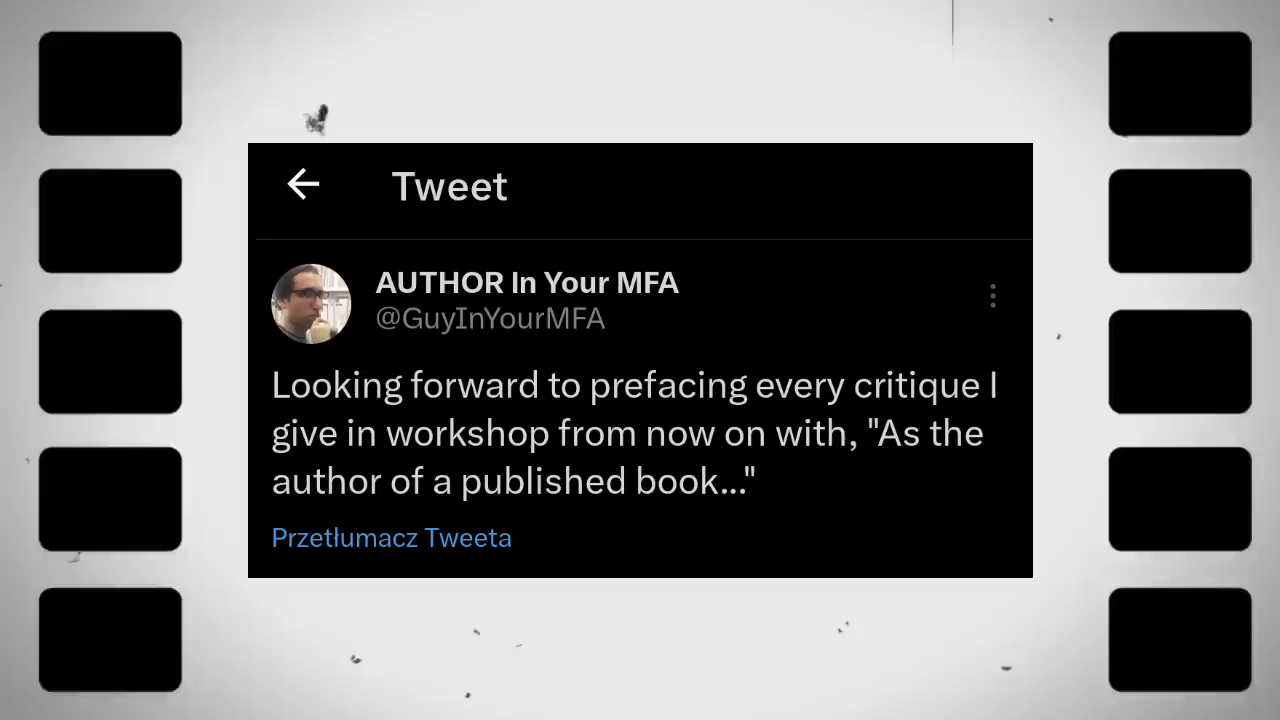 Tweet
AUTHOR In Your MFA
@GuyInYourMFA
Looking forward to prefacing every critique I
give in workshop from now on with, "As the
author of a published book..."
Przetłumacz Tweeta